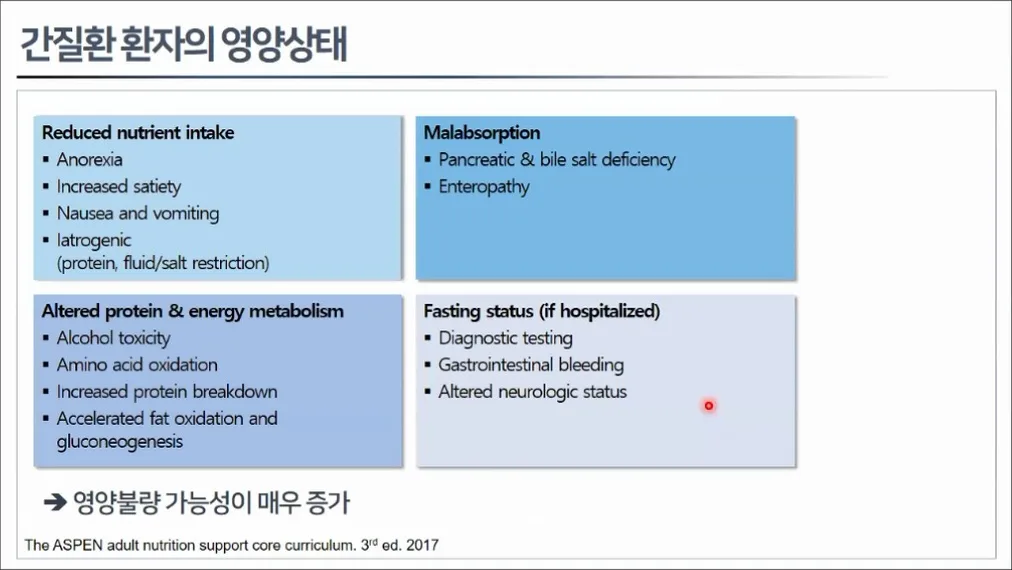 간질환 환자의 영양상태
Reduced nutrient intake
▪ Anorexia
▪ Increased satiety
▪ Nausea and vomiting
▪ Iatrogenic
(protein, fluid/salt restriction)
Malabsorption
▪ Pancreatic & bile salt deficiency
▪ Enteropathy
Altered protein & energy metabolism
▪ Alcohol toxicity
▪ Amino acid oxidation
▪ Increased protein breakdown
▪ Accelerated fat oxidation and
gluconeogenesis
Fasting status (if hospitalized)
▪ Diagnostic testing
▪ Gastrointestinal bleeding
▪ Altered neurologic status
➔ 영양불량 가능성이 매우 증가
The ASPEN adult nutrition support core curriculum. 3rd ed. 2017